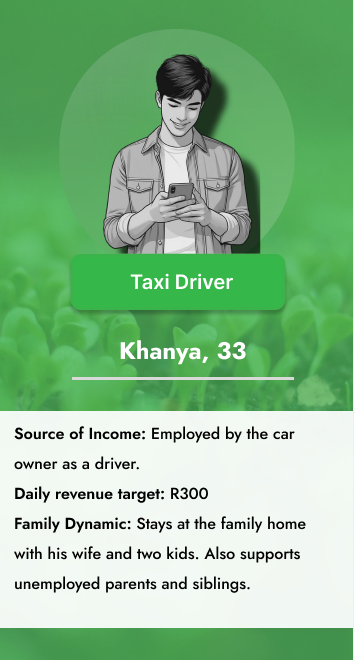 Taxi Driver
Khanya, 33
Source of Income: Employed by the car
owner as a driver.
Daily revenue target: R300
Family Dynamic: Stays at the family home
with his wife and two kids. Also supports
unemployed parents and siblings.